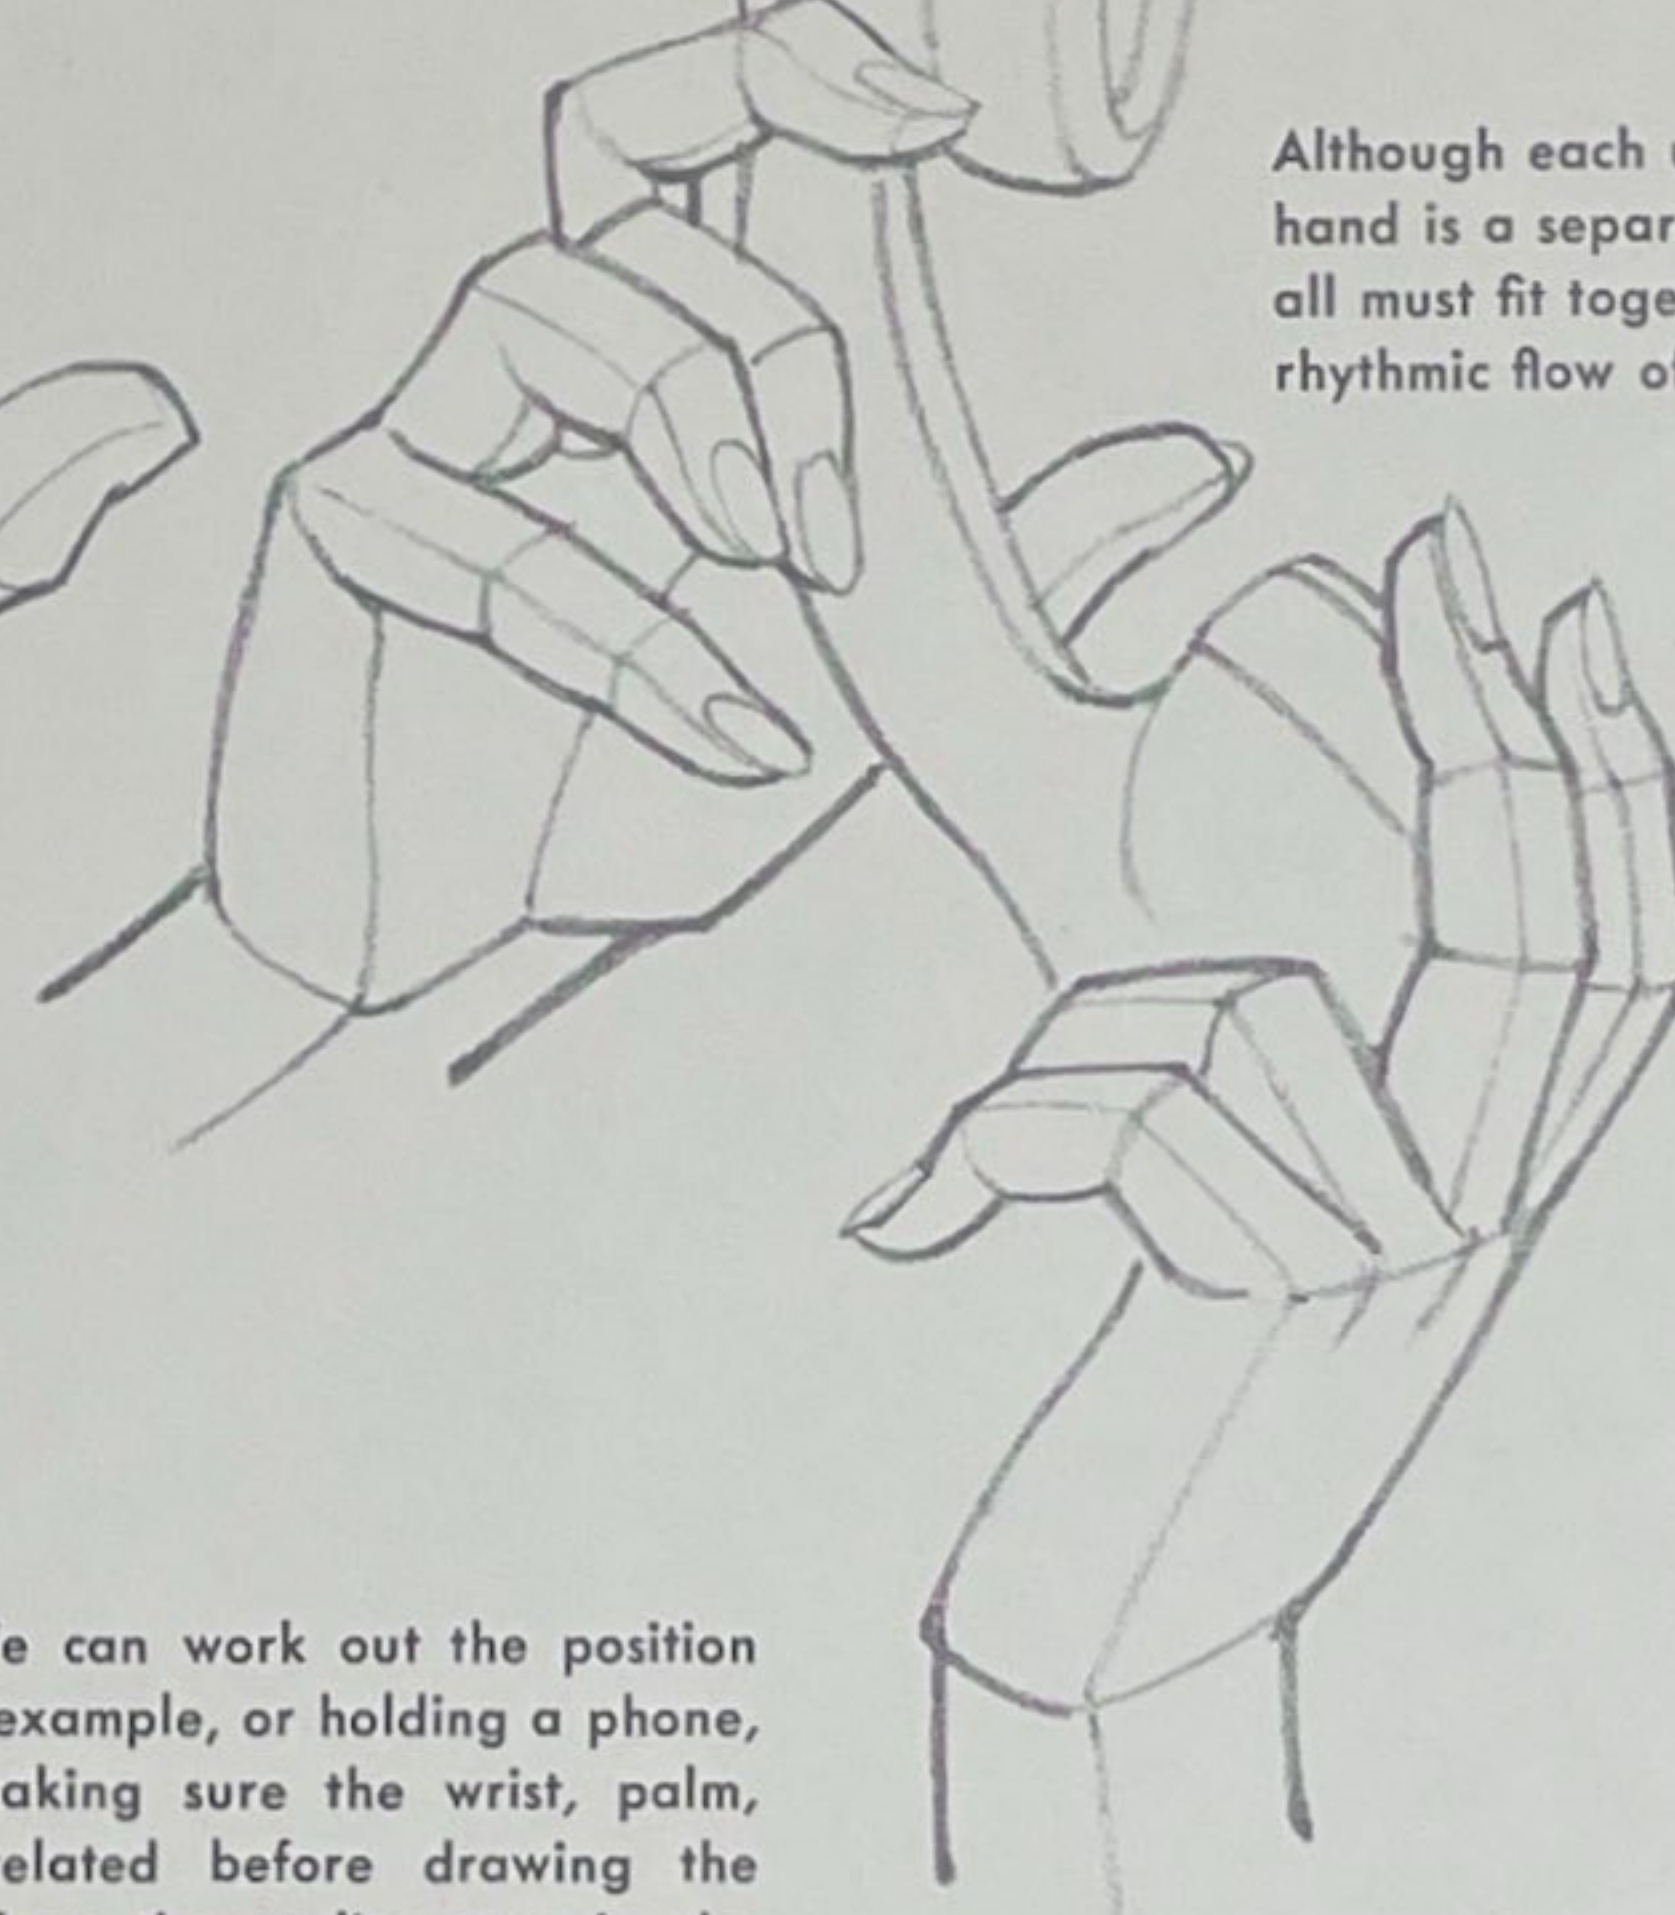 Although each
hand is a separ
all must fit toge
rhythmic flow of
e can work out the position
example, or holding a phone,
aking sure the wrist, palm,
elated before drawing the